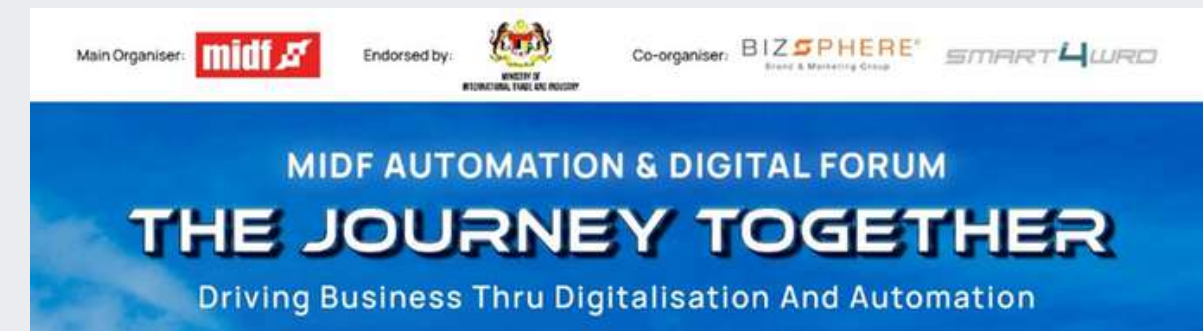 Main Organiser: midf Endorsed by: Co-organiser: BIZSPHERE® SMART4WRD
Brand & Marketing Group
MINISTRY OF
INTERNATIONAL TRADE AND INDUSTRY
MIDF AUTOMATION & DIGITAL FORUM
THE JOURNEY TOGETHER
Driving Business Thru Digitalisation And Automation